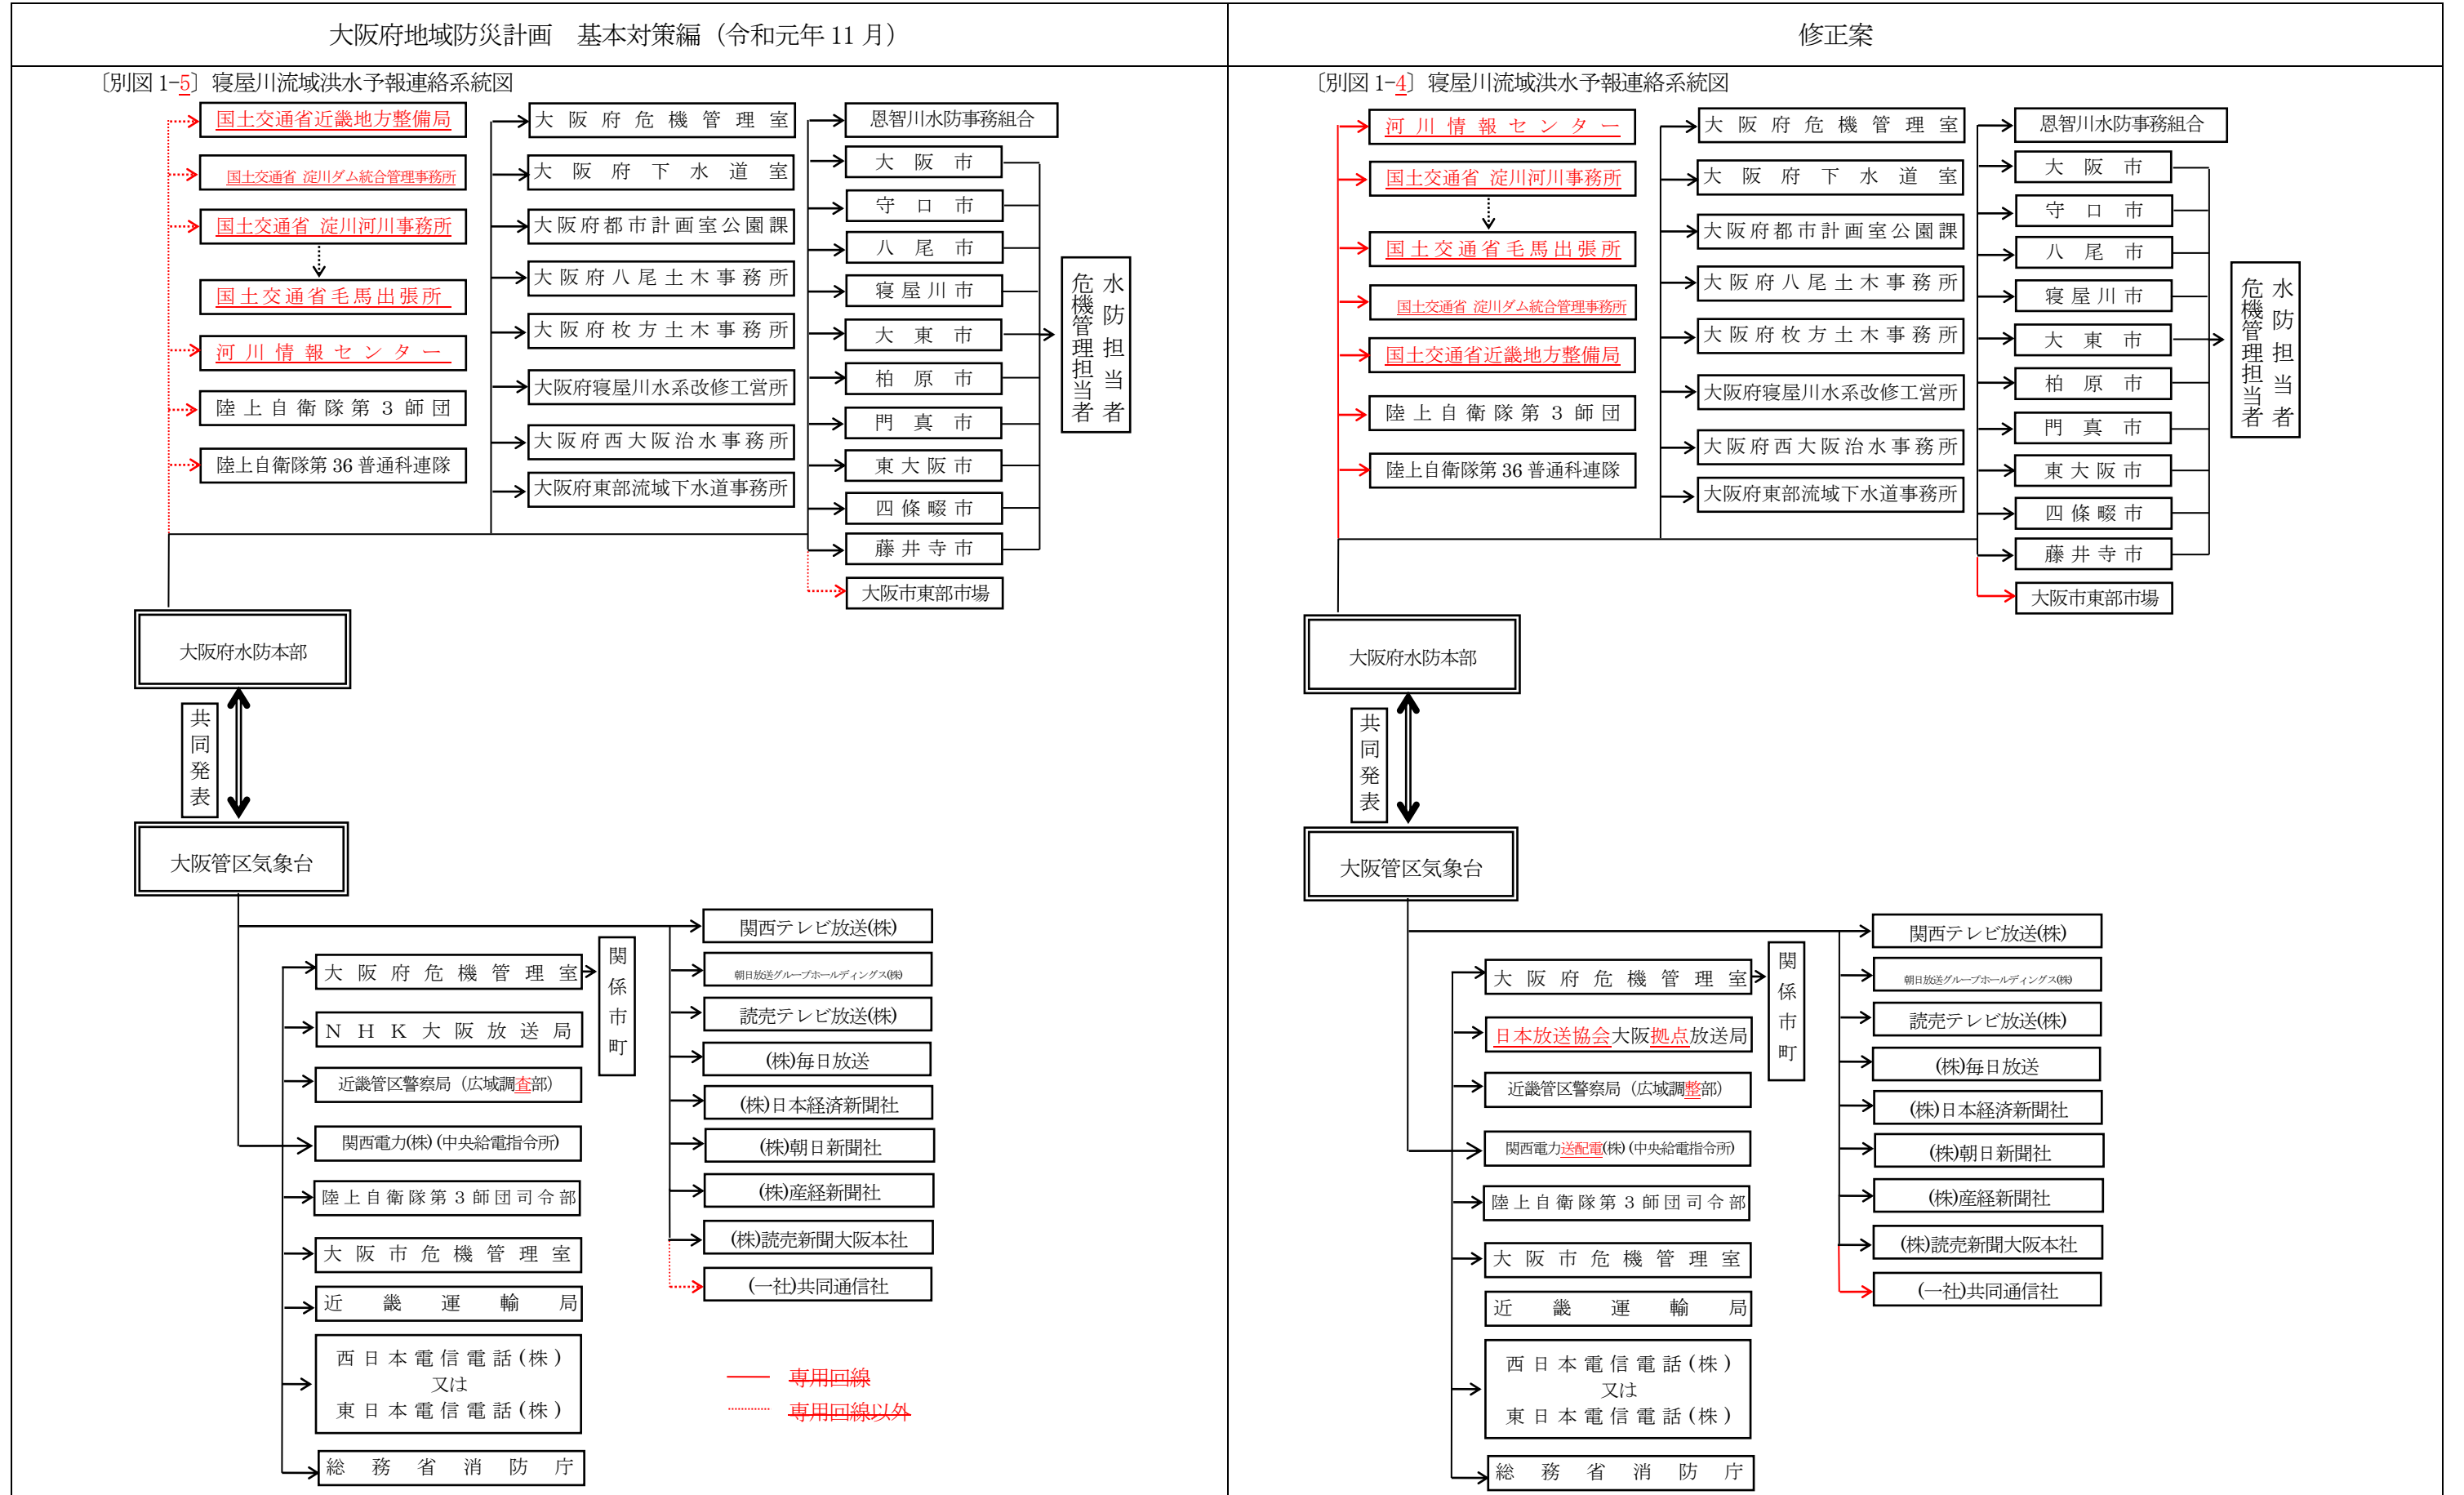 大阪府地域防災計画　基本対策編（令和元年 11 月）
〔別図 1-5〕寝屋川流域洪水予報連絡系統図
国土交通省近畿地方整備局
国土交通省 淀川ダム統合管理事務所
国土交通省 淀川河川事務所
国土交通省毛馬出張所
河川情報センター
陸上自衛隊第３師団
陸上自衛隊第 36 普通科連隊
大阪府危機管理室
大阪府下水道室
大阪府都市計画室公園課
大阪府八尾土木事務所
大阪府枚方土木事務所
大阪府寝屋川水系改修工営所
大阪府西大阪治水事務所
大阪府東部流域下水道事務所
恩智川水防事務組合
大阪市
守口市
八尾市
寝屋川市
大東市
柏原市
門真市
東大阪市
四條畷市
藤井寺市
大阪市東部市場
水防担当者
危機管理担当者
大阪府水防本部
共同発表
大阪管区気象台
大阪府危機管理室
ＮＨＫ大阪放送局
近畿管区警察局（広域調査部）
関西電力(株)(中央給電指令所)
陸上自衛隊第３師団司令部
大阪市危機管理室
近畿運輸局
西日本電信電話(株)
又は
東日本電信電話(株)
総務省消防庁
関係市町
関西テレビ放送(株)
朝日放送グループホールディングス(株)
読売テレビ放送(株)
(株)毎日放送
(株)日本経済新聞社
(株)朝日新聞社
(株)産経新聞社
(株)読売新聞大阪本社
(一社)共同通信社
専用回線
専用回線以外
修正案
〔別図 1-4〕寝屋川流域洪水予報連絡系統図
河川情報センター
国土交通省 淀川河川事務所
国土交通省毛馬出張所
国土交通省 淀川ダム統合管理事務所
国土交通省近畿地方整備局
陸上自衛隊第３師団
陸上自衛隊第 36 普通科連隊
大阪府危機管理室
大阪府下水道室
大阪府都市計画室公園課
大阪府八尾土木事務所
大阪府枚方土木事務所
大阪府寝屋川水系改修工営所
大阪府西大阪治水事務所
大阪府東部流域下水道事務所
恩智川水防事務組合
大阪市
守口市
八尾市
寝屋川市
大東市
柏原市
門真市
東大阪市
四條畷市
藤井寺市
大阪市東部市場
水防担当者
危機管理担当者
大阪府水防本部
共同発表
大阪管区気象台
大阪府危機管理室
日本放送協会大阪拠点放送局
近畿管区警察局（広域調整部）
関西電力送配電(株)(中央給電指令所)
陸上自衛隊第３師団司令部
大阪市危機管理室
近畿運輸局
西日本電信電話(株)
又は
東日本電信電話(株)
総務省消防庁
関係市町
関西テレビ放送(株)
朝日放送グループホールディングス(株)
読売テレビ放送(株)
(株)毎日放送
(株)日本経済新聞社
(株)朝日新聞社
(株)産経新聞社
(株)読売新聞大阪本社
(一社)共同通信社